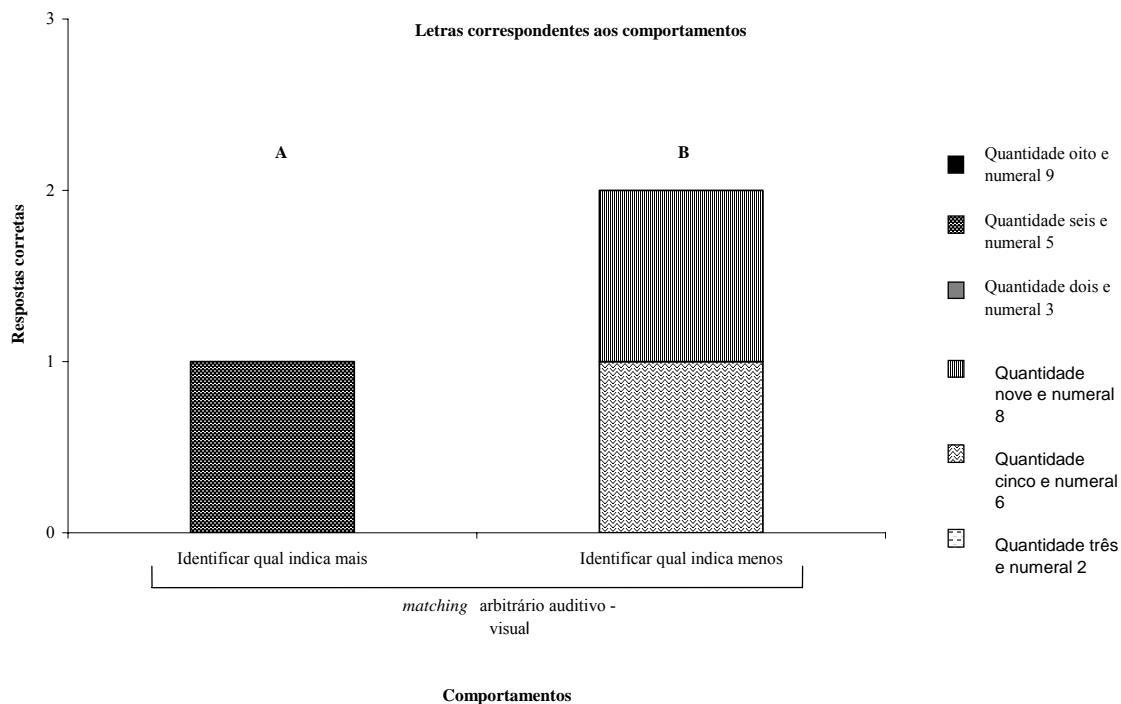 Letras correspondentes aos comportamentos
3
2
1
0
Respostas corretas
A
B
Identificar qual indica mais
Identificar qual indica menos
matching arbitrário auditivo -
visual
Comportamentos
Quantidade oito e
numeral 9
Quantidade seis e
numeral 5
Quantidade dois e
numeral 3
Quantidade
nove e numeral
8
Quantidade
cinco e numeral
6
Quantidade três
e numeral 2